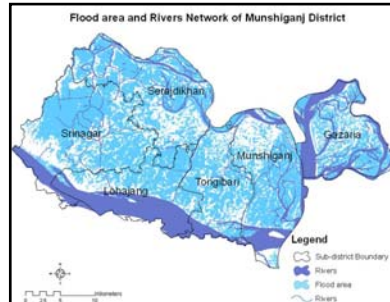 Flood area and Rivers Network of Munshiganj District
Serajdikhan
Gazaria
Srinagar
Munshiganj
Lohajang
Tongibari
Legend
Sub-district Boundary
Rivers
Flood area
Rivers
Kilometers